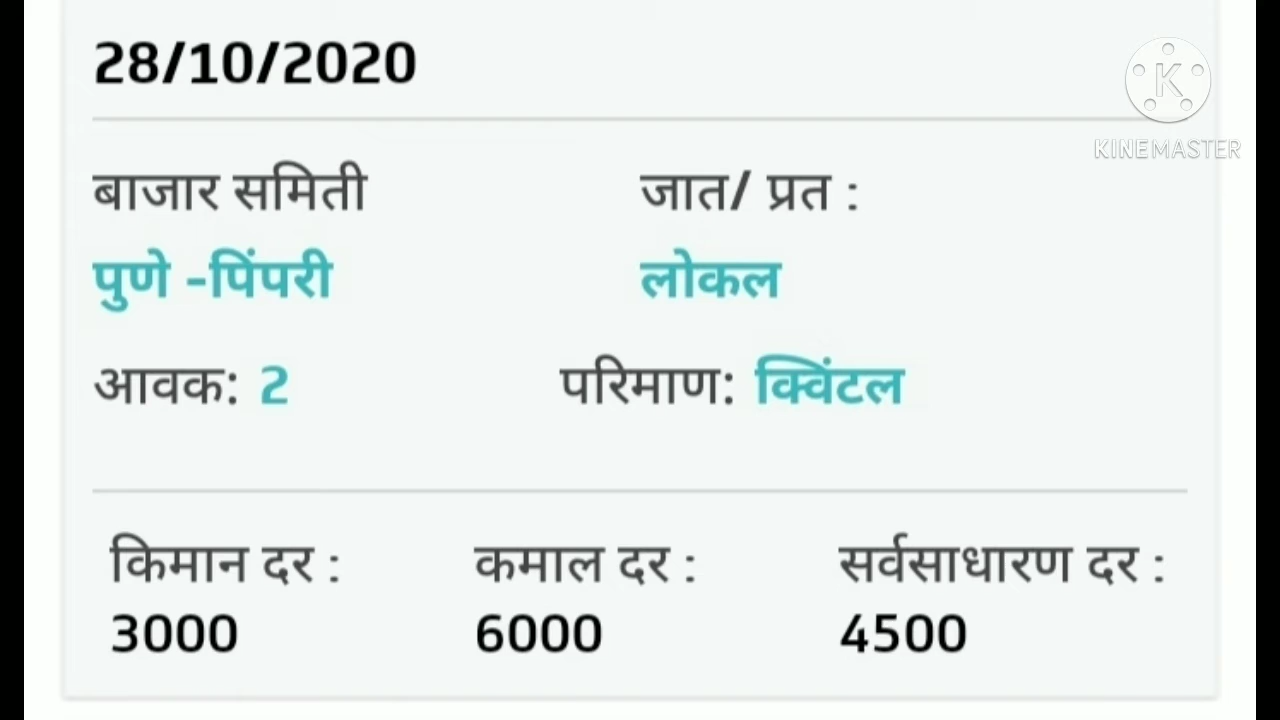 28/10/2020
KINEMASTER
बाजार समिती जात/ प्रत :
पुणे -पिंपरी लोकल
आवक: 2 परिमाण: क्विंटल
किमान दर : कमाल दर : सर्वसाधारण दर :
3000 6000 4500